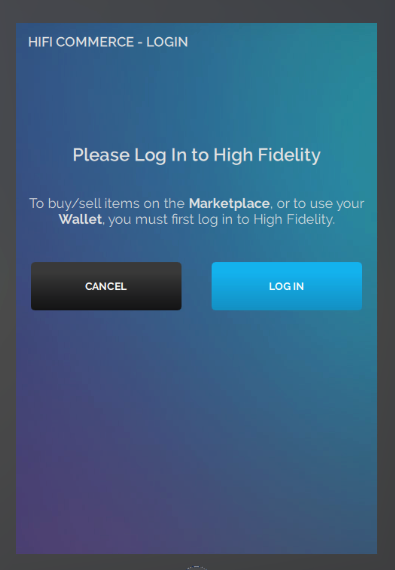 HIFI COMMERCE - LOGIN
Please Log In to High Fidelity
To buy/sell items on the Marketplace, or to use your
Wallet, you must first log in to High Fidelity.
CANCEL
LOG IN